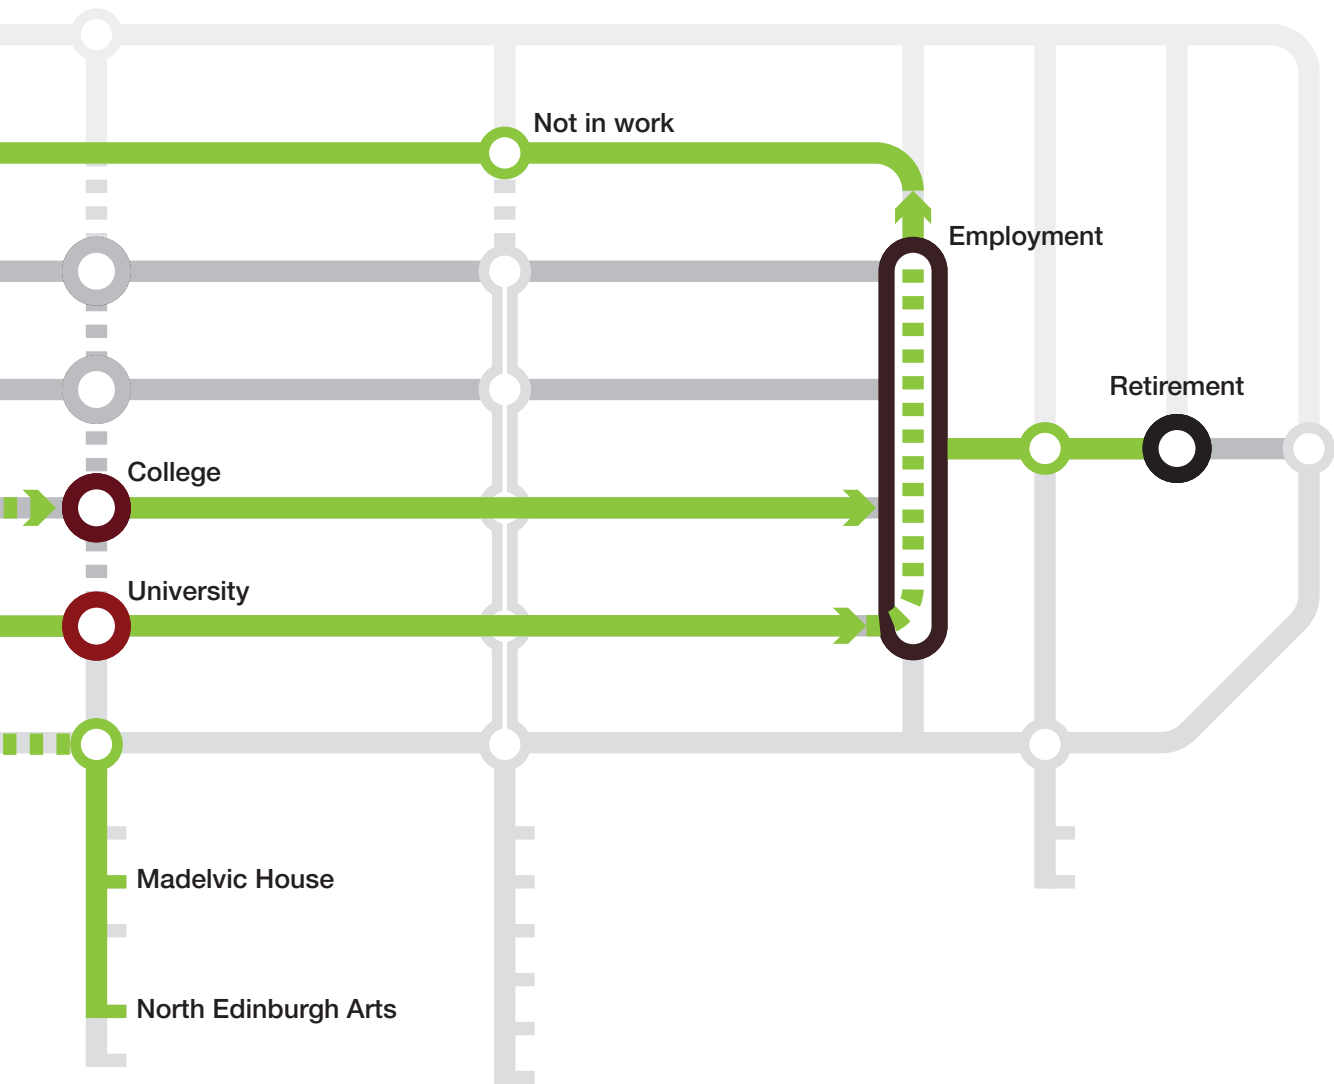 Not in work
Employment
Retirement
College
University
Madelvic House
North Edinburgh Arts